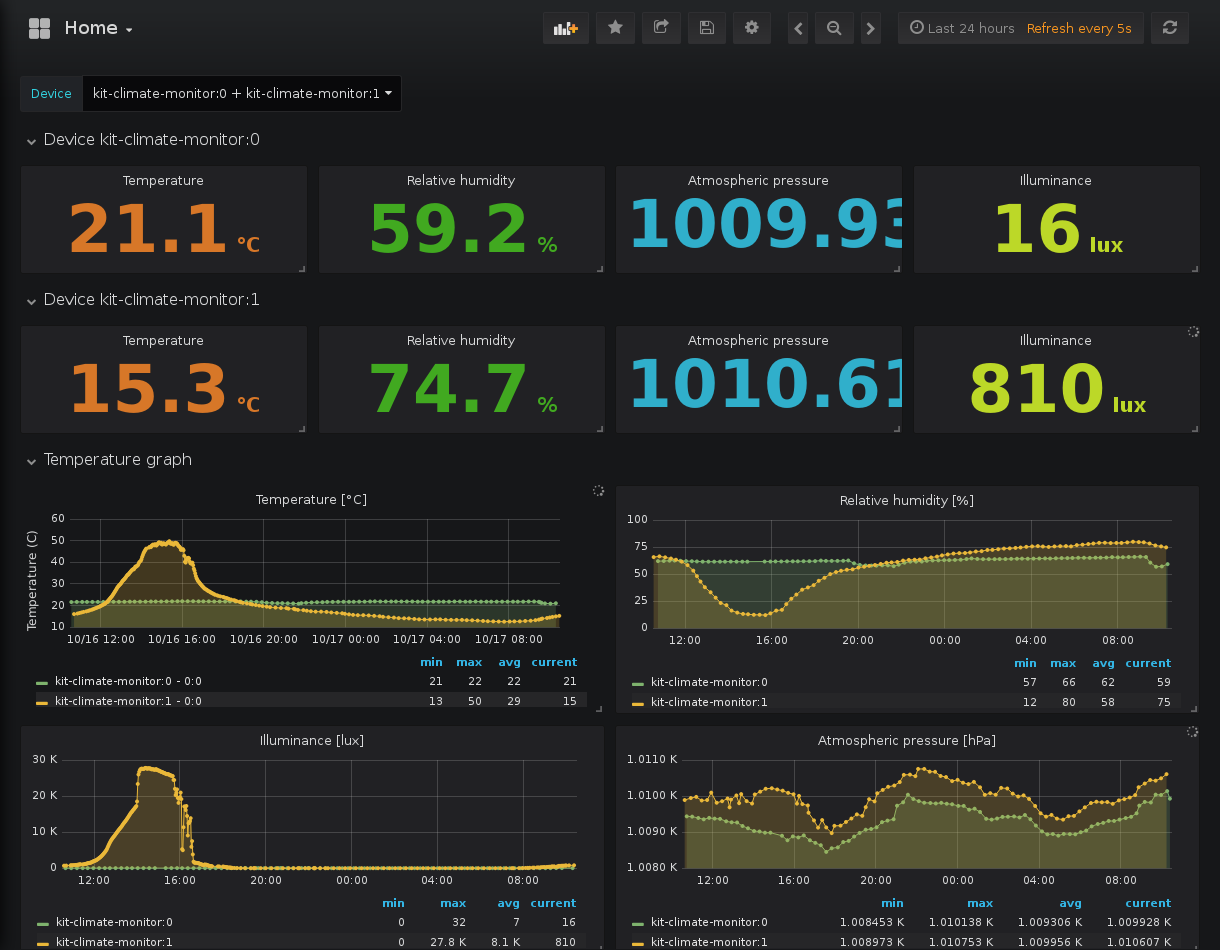 Home
Last 24 hours Refresh every 5s
Device kit-climate-monitor:0 + kit-climate-monitor:1
Device kit-climate-monitor:0
Temperature Relative humidity Atmospheric pressure Illuminance
21.1 °C 59.2 % 1009.93 16 lux
Device kit-climate-monitor:1
Temperature Relative humidity Atmospheric pressure Illuminance
15.3 °C 74.7 % 1010.61 810 lux
Temperature graph
Temperature [°C]
Temperature (C)
60
50
40
30
20
10
10/16 12:00 10/16 16:00 10/16 20:00 10/17 00:00 10/17 04:00 10/17 08:00
min max avg current
kit-climate-monitor:0 - 0:0 21 22 22 21
kit-climate-monitor:1 - 0:0 13 50 29 15
Relative humidity [%]
100
75
50
25
0
12:00 16:00 20:00 00:00 04:00 08:00
min max avg current
kit-climate-monitor:0 57 66 62 59
kit-climate-monitor:1 12 80 58 75
Illuminance [lux]
30 K
20 K
10 K
0
12:00 16:00 20:00 00:00 04:00 08:00
min max avg current
kit-climate-monitor:0 0 32 7 16
kit-climate-monitor:1 0 27.8 K 8.1 K 810
Atmospheric pressure [hPa]
1.0110 K
1.0100 K
1.0090 K
1.0080 K
12:00 16:00 20:00 00:00 04:00 08:00
min max avg current
kit-climate-monitor:0 1.008453 K 1.010138 K 1.009306 K 1.009928 K
kit-climate-monitor:1 1.008973 K 1.010753 K 1.009956 K 1.010607 K